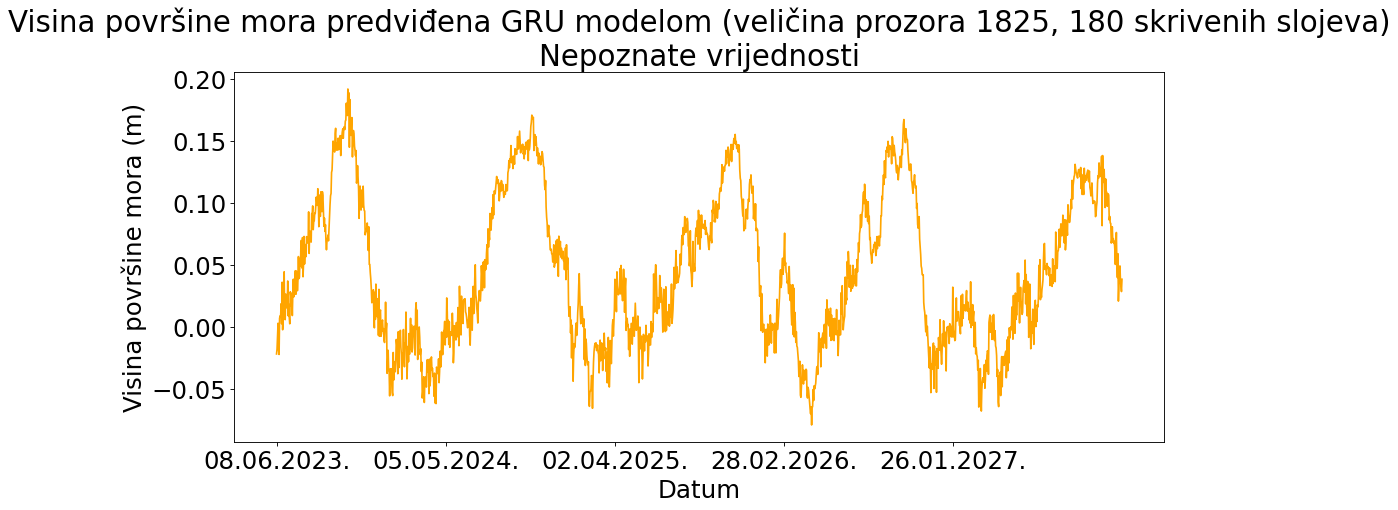 Visina površine mora predviđena GRU modelom (veličina prozora 1825, 180 skrivenih slojeva)
Nepoznate vrijednosti
Visina površine mora (m)
0.20
0.15
0.10
0.05
0.00
−0.05
08.06.2023. 05.05.2024. 02.04.2025. 28.02.2026. 26.01.2027.
Datum